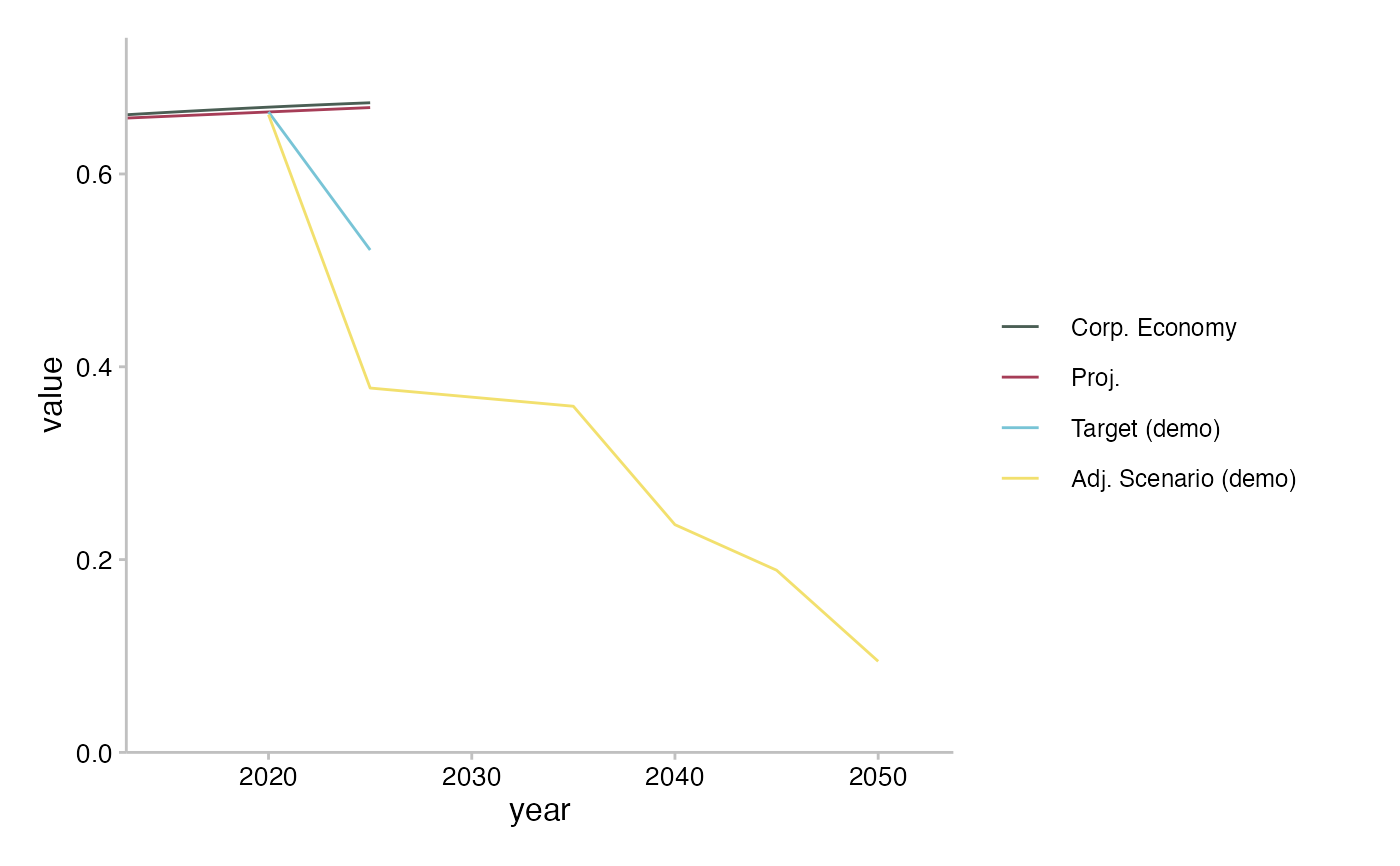 0.6
0.4
0.2
0.0
value
2020
2030
2040
2050
year
Corp. Economy
Proj.
Target (demo)
Adj. Scenario (demo)